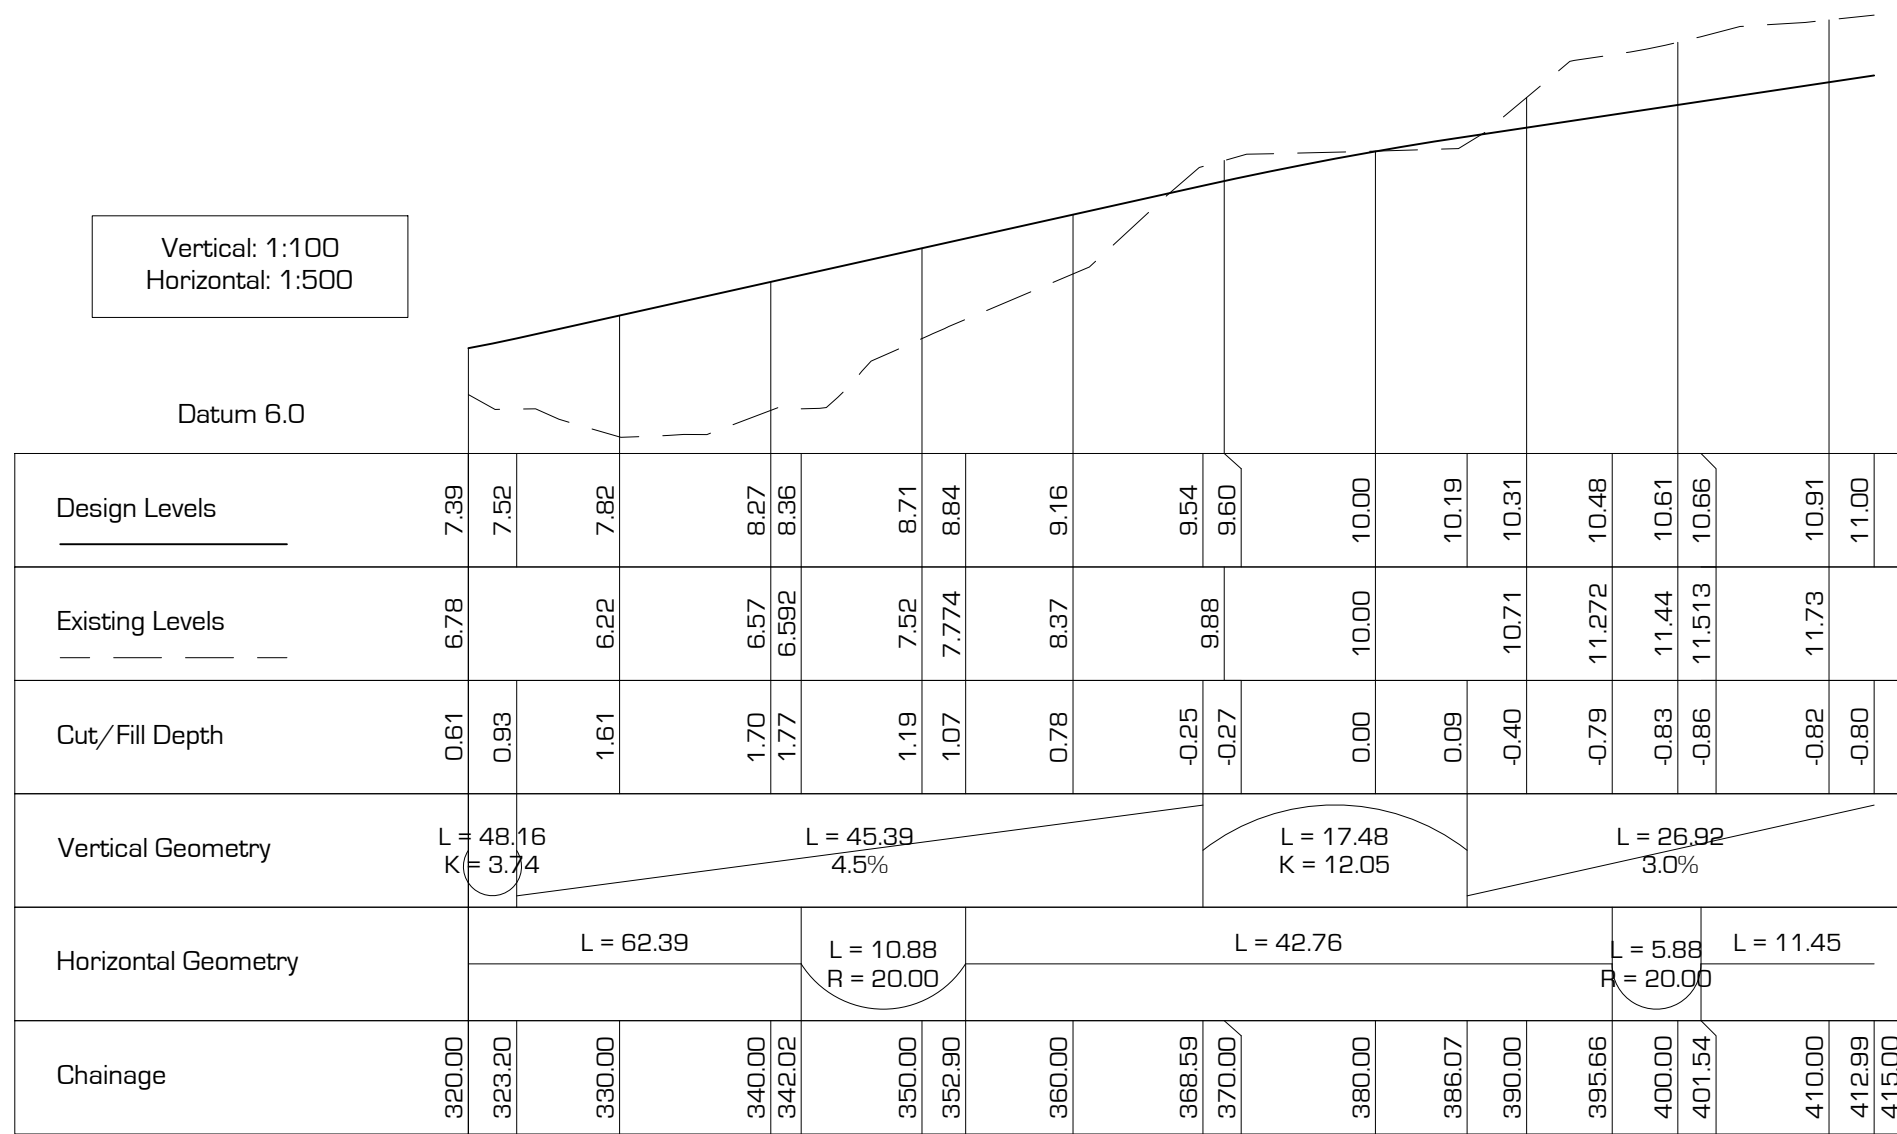 Vertical: 1:100
Horizontal: 1:500
Datum 6.0
Design Levels 7.39 7.52 7.82 8.27 8.36 8.71 8.84 9.16 9.54 9.60 10.00 10.19 10.31 10.48 10.61 10.66 10.91 11.00
Existing Levels 6.78 6.22 6.57 6.592 7.52 7.774 8.37 9.88 10.00 10.71 11.272 11.44 11.513 11.73
Cut/Fill Depth 0.61 0.93 1.61 1.70 1.77 1.19 1.07 0.78 -0.25 -0.27 0.00 0.09 -0.40 -0.79 -0.83 -0.86 -0.82 -0.80
Vertical Geometry
L = 48.16
K = 3.74
L = 45.39
4.5%
L = 17.48
K = 12.05
L = 26.92
3.0%
Horizontal Geometry
L = 62.39
L = 10.88
R = 20.00
L = 42.76
L = 5.88
R = 20.00
L = 11.45
Chainage 320.00 323.20 330.00 340.00 342.02 350.00 352.90 360.00 368.59 370.00 380.00 386.07 390.00 395.66 400.00 401.54 410.00 412.99 415.00